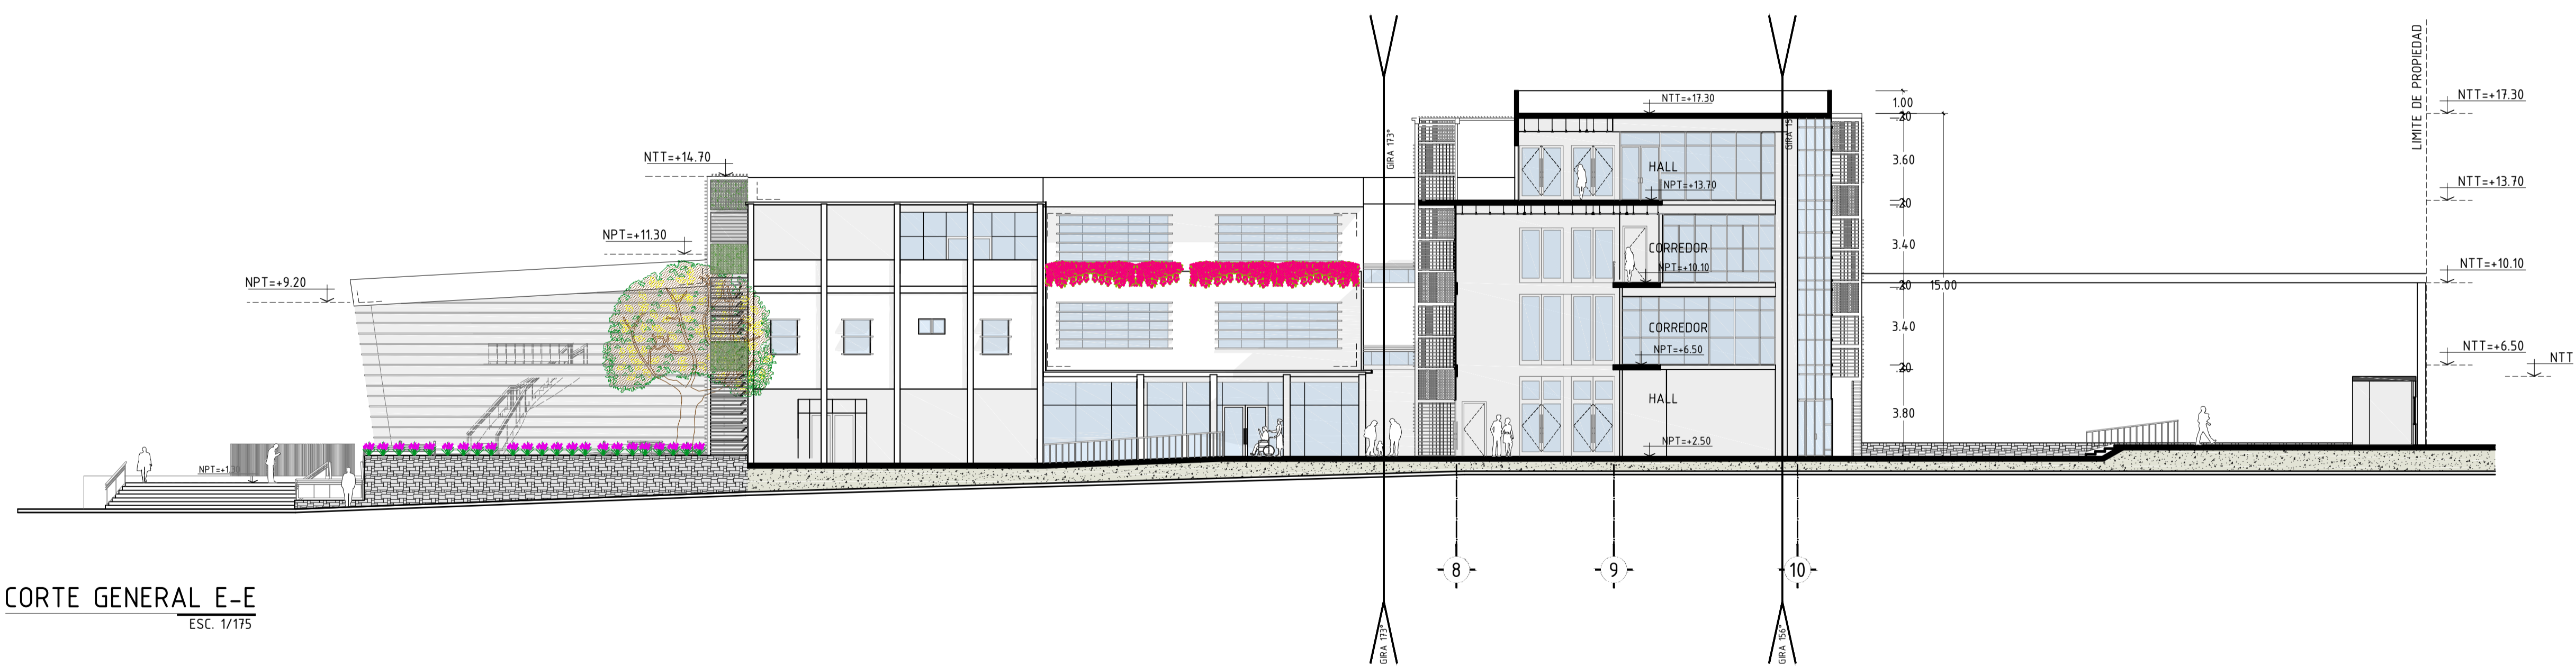 LIMITE DE PROPIEDAD
NTT=+17.30
NTT=+17.30
1.00
.20
GIRA 173°
NTT=+14.70
3.60
HALL
NPT=+13.70
NTT=+13.70
.20
NPT=+11.30
CORREDOR
3.40
NPT=+10.10
NTT=+10.10
NPT=+9.20
.20
15.00
CORREDOR
3.40
NPT=+6.50
NTT=+6.50
NTT
.20
HALL
3.80
NPT=+2.50
NPT=+1.30
8
9
10
CORTE GENERAL E-E
ESC. 1/175
GIRA 173°
GIRA 156°